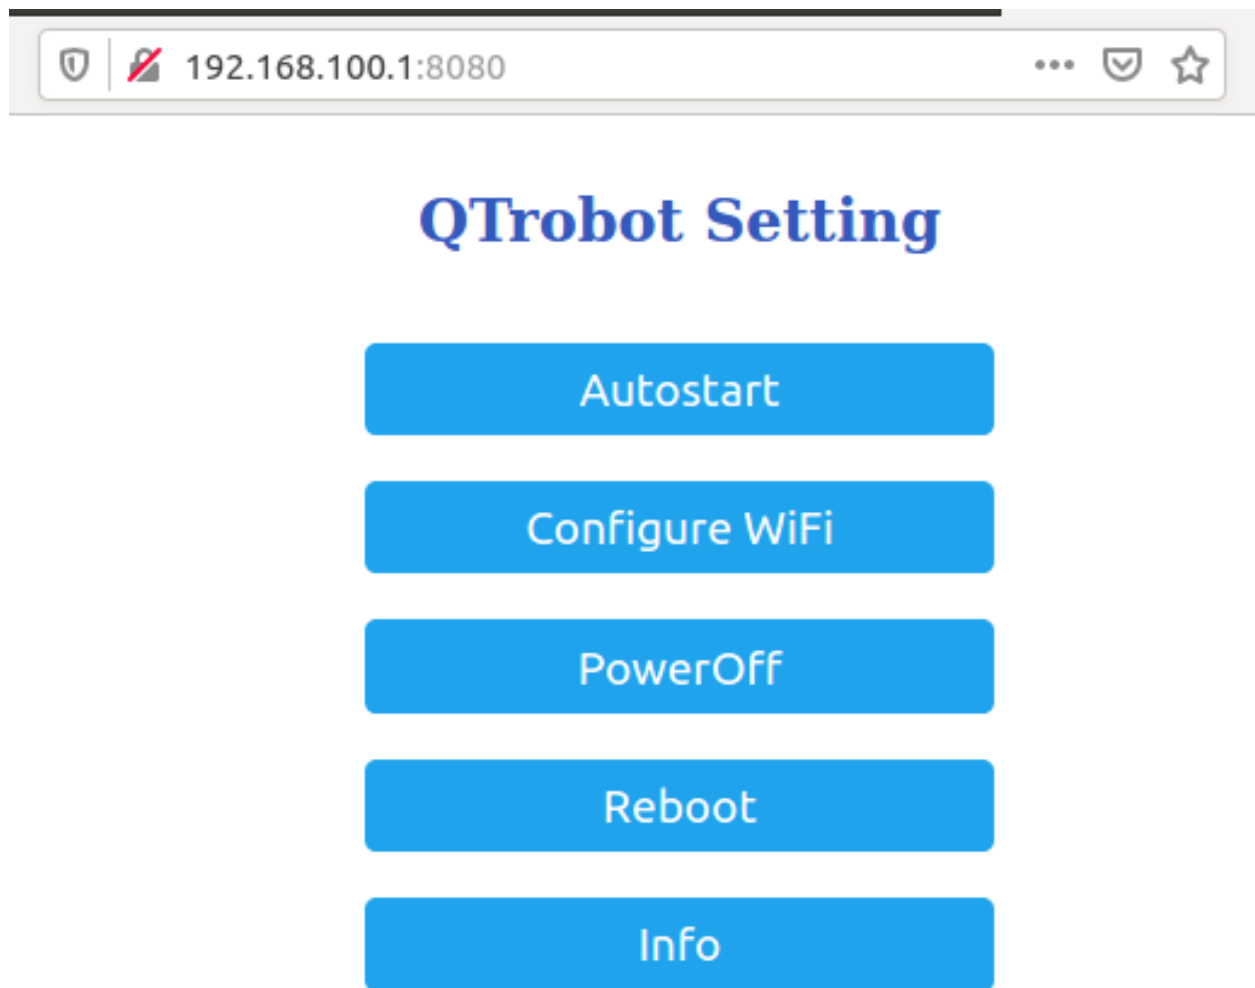 192.168.100.1:8080
QTrobot Setting
Autostart
Configure WiFi
PowerOff
Reboot
Info